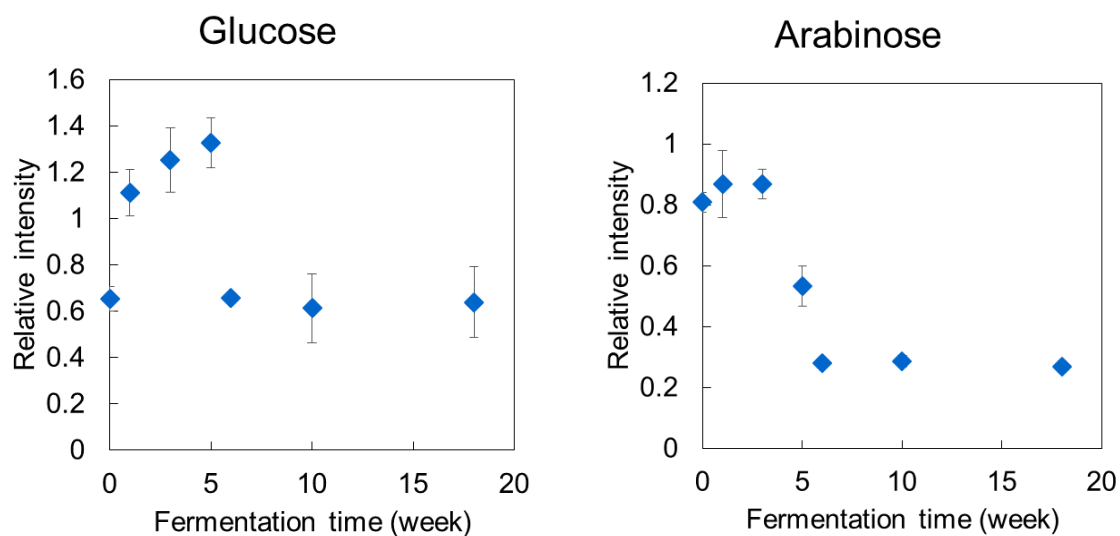 Glucose
1.6
1.4
1.2
1
0.8
0.6
0.4
0.2
0
Relative intensity
0 5 10 15 20
Fermentation time (week)
Arabinose
1.2
1
0.8
0.6
0.4
0.2
0
Relative intensity
0 5 10 15 20
Fermentation time (week)